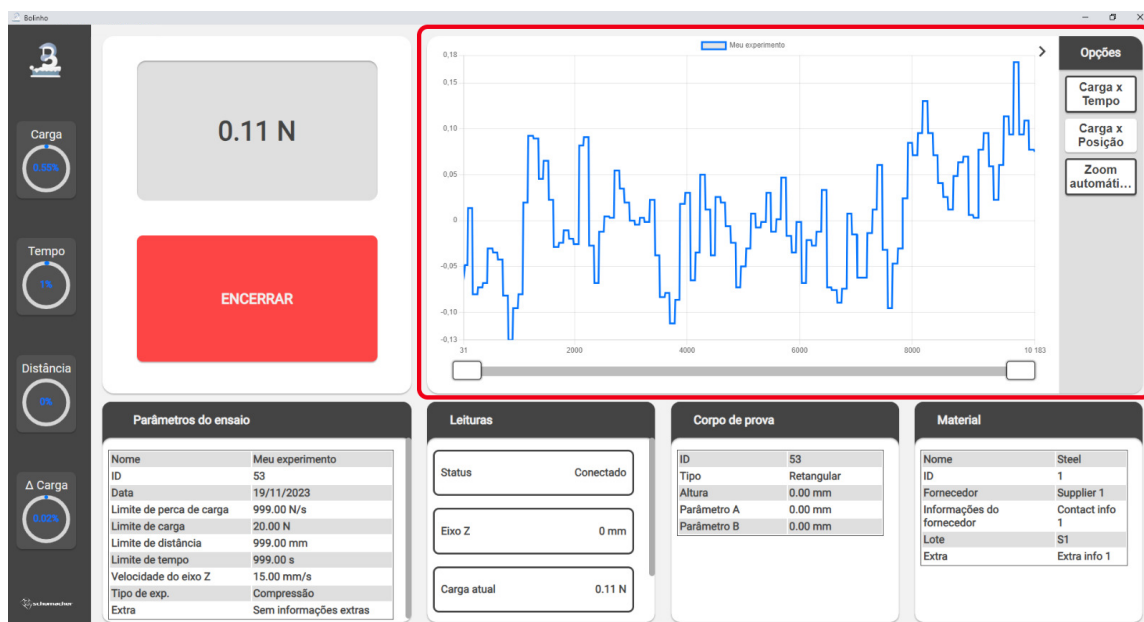 Bolinho
Carga
0.55%
Tempo
1%
Distância
0%
Δ Carga
0.02%
schumacher
0.11 N
ENCERRAR
Meu experimento
0,18
0,15
0,10
0,05
0
-0,05
-0,10
-0,13
31
2000
4000
6000
8000
10 183
Opções
Carga x
Tempo
Carga x
Posição
Zoom
automáti...
Parâmetros do ensaio
Nome Meu experimento
ID 53
Data 19/11/2023
Limite de perca de carga 999.00 N/s
Limite de carga 20.00 N
Limite de distância 999.00 mm
Limite de tempo 999.00 s
Velocidade do eixo Z 15.00 mm/s
Tipo de exp. Compressão
Extra Sem informações extras
Leituras
Status Conectado
Eixo Z 0 mm
Carga atual 0.11 N
Corpo de prova
ID 53
Tipo Retangular
Altura 0.00 mm
Parâmetro A 0.00 mm
Parâmetro B 0.00 mm
Material
Nome Steel
ID 1
Fornecedor Supplier 1
Informações do Contact info
fornecedor 1
Lote S1
Extra Extra info 1